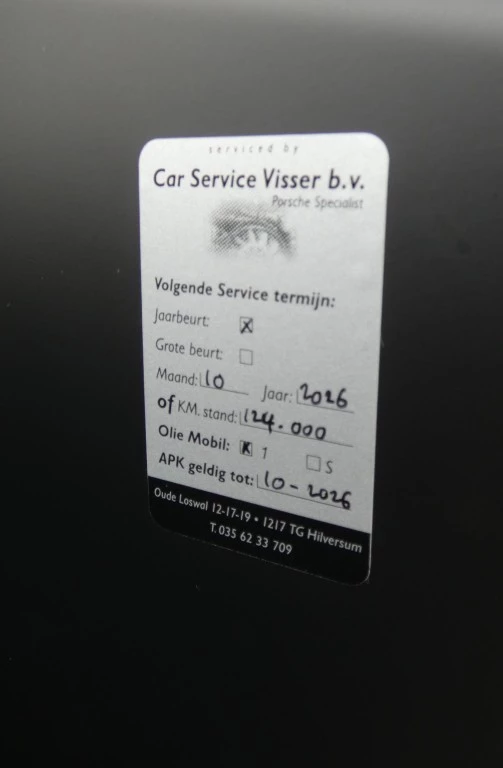 serviced by
Car Service Visser b.v.
Porsche Specialist
Volgende Service termijn:
Jaarbeurt: X
Grote beurt:
Maand: 10 Jaar: 2026
of KM. stand: 124.000
Olie Mobil: X 1 S
APK geldig tot: 10-2026
Oude Loswal 12-17-19 • 1217 TG Hilversum
T. 035 62 33 709